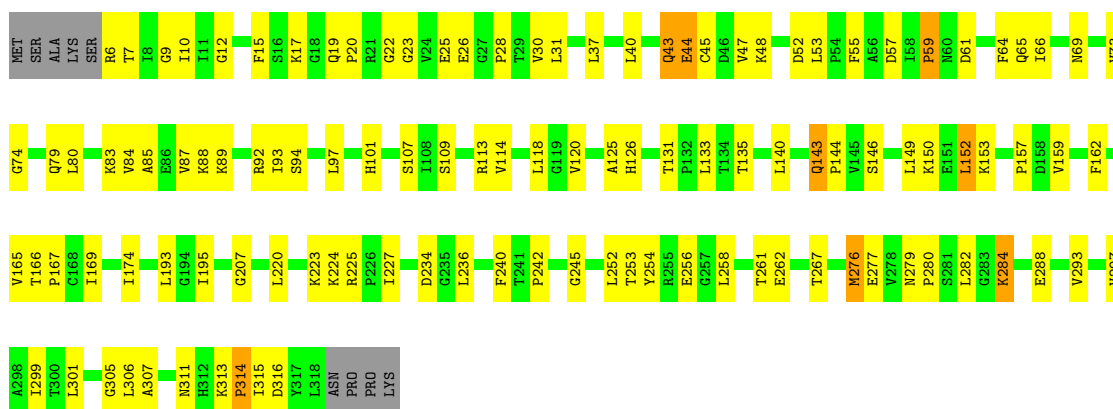 MET SER ALA LYS SER R6 T7 I8 G9 I10 I11 G12 F15 S16 K17 G18 Q19 P20 R21 G22 G23 V24 E25 E26 G27 P28 T29 V30 L31 L37 L40 Q43 E44 C45 D46 V47 K48 D52 L53 P54 F55 A56 D57 I58 P59 N60 D61 F64 Q65 I66 N69
G74 Q79 L80 K83 V84 A85 E86 V87 K88 K89 R92 I93 S94 L97 H101 S107 I108 S109 R113 V114 L118 G119 V120 A125 H126 T131 P132 L133 T134 T135 L140 Q143 P144 V145 S146 L149 K150 E151 L152 K153 P157 D158 V159 F162
V165 T166 P167 C168 I169 I174 L193 G194 I195 G207 L220 K223 K224 R225 P226 I227 D234 G235 L236 F240 T241 P242 G245 L252 T253 Y254 R255 E256 G257 L258 T261 E262 T267 M276 E277 V278 N279 P280 S281 L282 G283 K284 E288 V293
A298 I299 T300 L301 G305 L306 A307 N311 H312 K313 P314 I315 D316 Y317 L318 ASN PRO PRO LYS